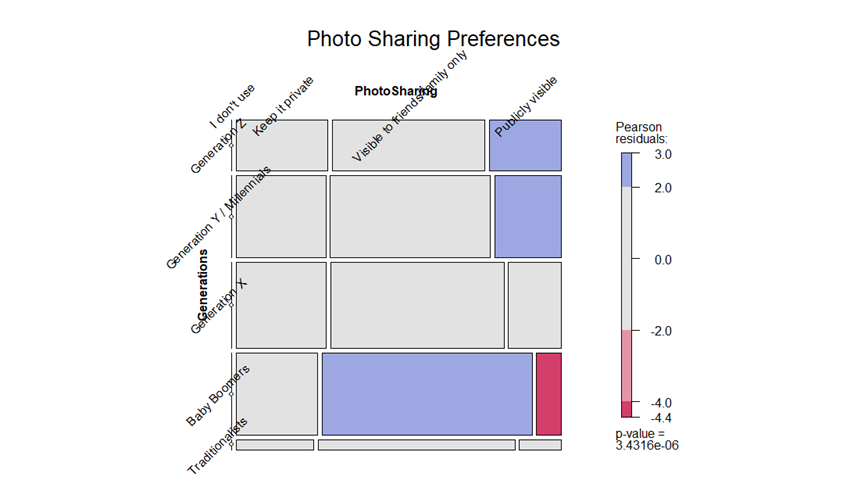 Photo Sharing Preferences
PhotoSharing
I don't use
Keep it private
Visible to friends/family only
Publicly visible
Generations
Generation Z
Generation Y / Millennials
Generation X
Baby Boomers
Traditionalists
Pearson
residuals:
3.0
2.0
0.0
-2.0
-4.0
-4.4
p-value =
3.4316e-06